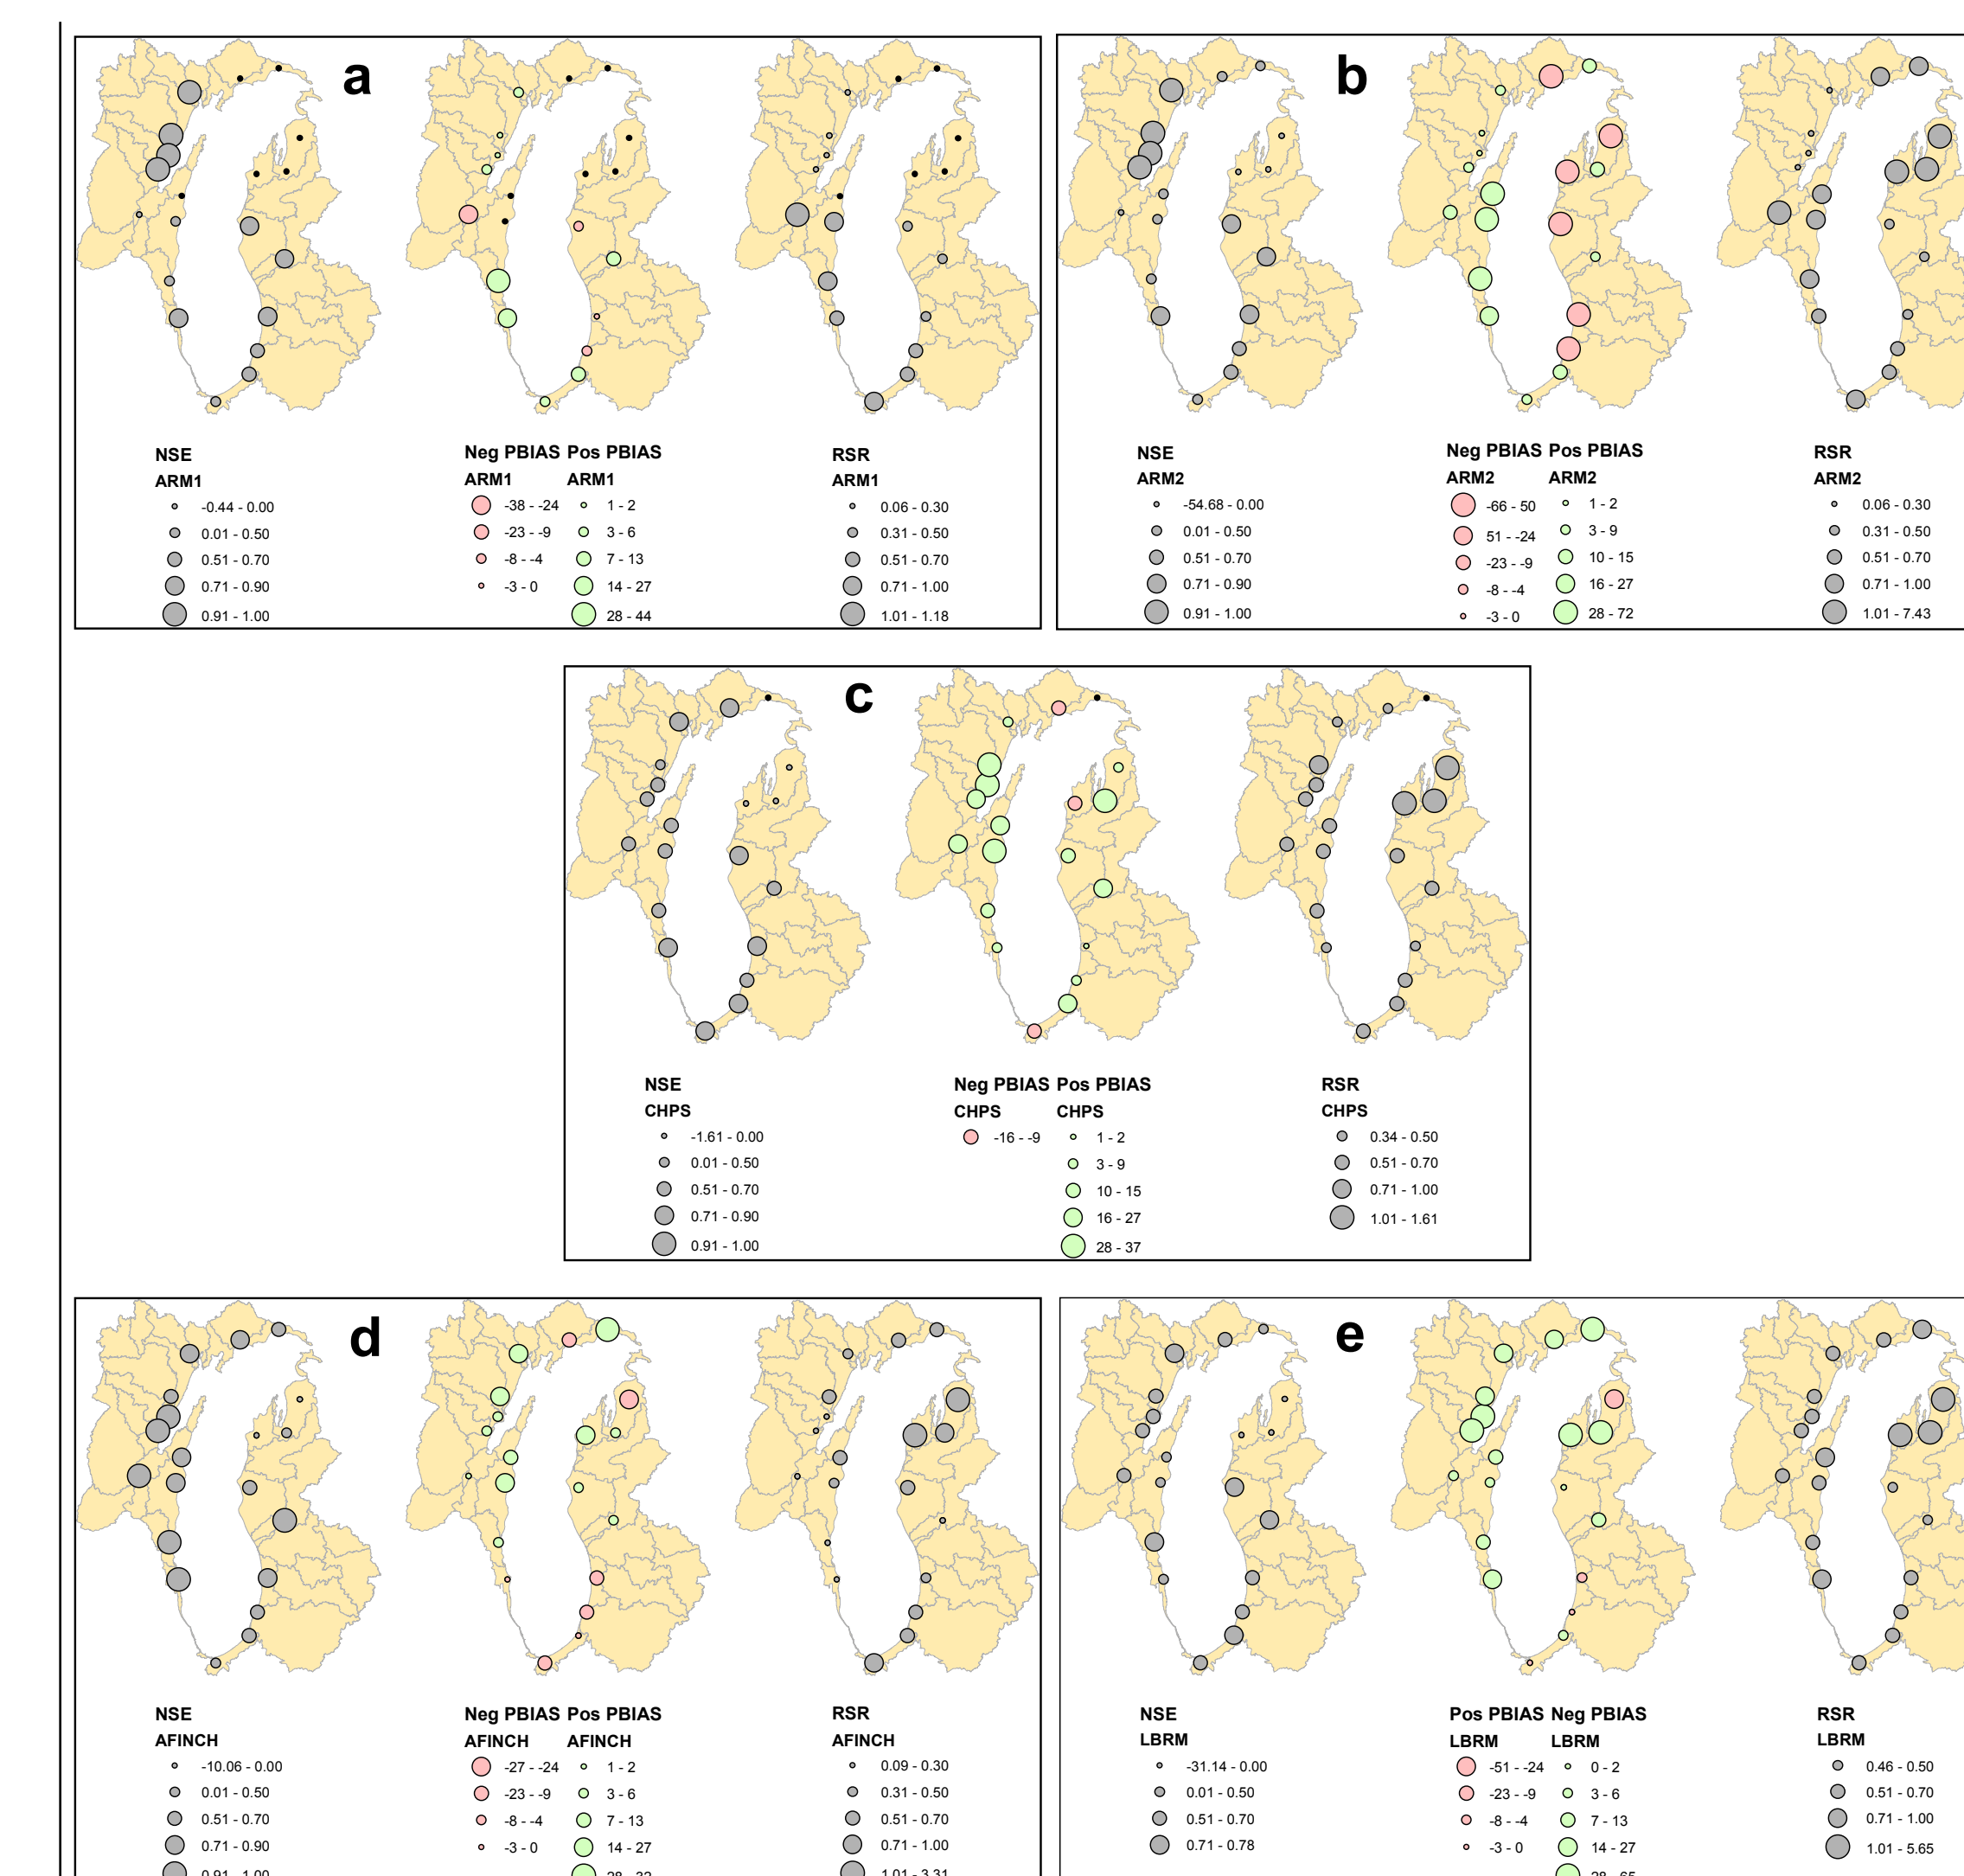 a
NSE
ARM1
-0.44 - 0.00
0.01 - 0.50
0.51 - 0.70
0.71 - 0.90
0.91 - 1.00
Neg PBIAS Pos PBIAS
ARM1 ARM1
-38 - -24 1 - 2
-23 - -9 3 - 6
-8 - -4 7 - 13
-3 - 0 14 - 27
28 - 44
RSR
ARM1
0.06 - 0.30
0.31 - 0.50
0.51 - 0.70
0.71 - 1.00
1.01 - 1.18
b
NSE
ARM2
-54.68 - 0.00
0.01 - 0.50
0.51 - 0.70
0.71 - 0.90
0.91 - 1.00
Neg PBIAS Pos PBIAS
ARM2 ARM2
-66 - 50 1 - 2
51 - -24 3 - 9
-23 - -9 10 - 15
-8 - -4 16 - 27
-3 - 0 28 - 72
RSR
ARM2
0.06 - 0.30
0.31 - 0.50
0.51 - 0.70
0.71 - 1.00
1.01 - 7.43
c
NSE
CHPS
-1.61 - 0.00
0.01 - 0.50
0.51 - 0.70
0.71 - 0.90
0.91 - 1.00
Neg PBIAS Pos PBIAS
CHPS CHPS
-16 - -9 1 - 2
3 - 9
10 - 15
16 - 27
28 - 37
RSR
CHPS
0.34 - 0.50
0.51 - 0.70
0.71 - 1.00
1.01 - 1.61
d
NSE
AFINCH
-10.06 - 0.00
0.01 - 0.50
0.51 - 0.70
0.71 - 0.90
0.91 - 1.00
Neg PBIAS Pos PBIAS
AFINCH AFINCH
-27 - -24 1 - 2
-23 - -9 3 - 6
-8 - -4 7 - 13
-3 - 0 14 - 27
RSR
AFINCH
0.09 - 0.30
0.31 - 0.50
0.51 - 0.70
0.71 - 1.00
1.01 - 3.31
e
NSE
LBRM
-31.14 - 0.00
0.01 - 0.50
0.51 - 0.70
0.71 - 0.78
Pos PBIAS Neg PBIAS
LBRM LBRM
-51 - -24 0 - 2
-23 - -9 3 - 6
-8 - -4 7 - 13
-3 - 0 14 - 27
RSR
LBRM
0.46 - 0.50
0.51 - 0.70
0.71 - 1.00
1.01 - 5.65